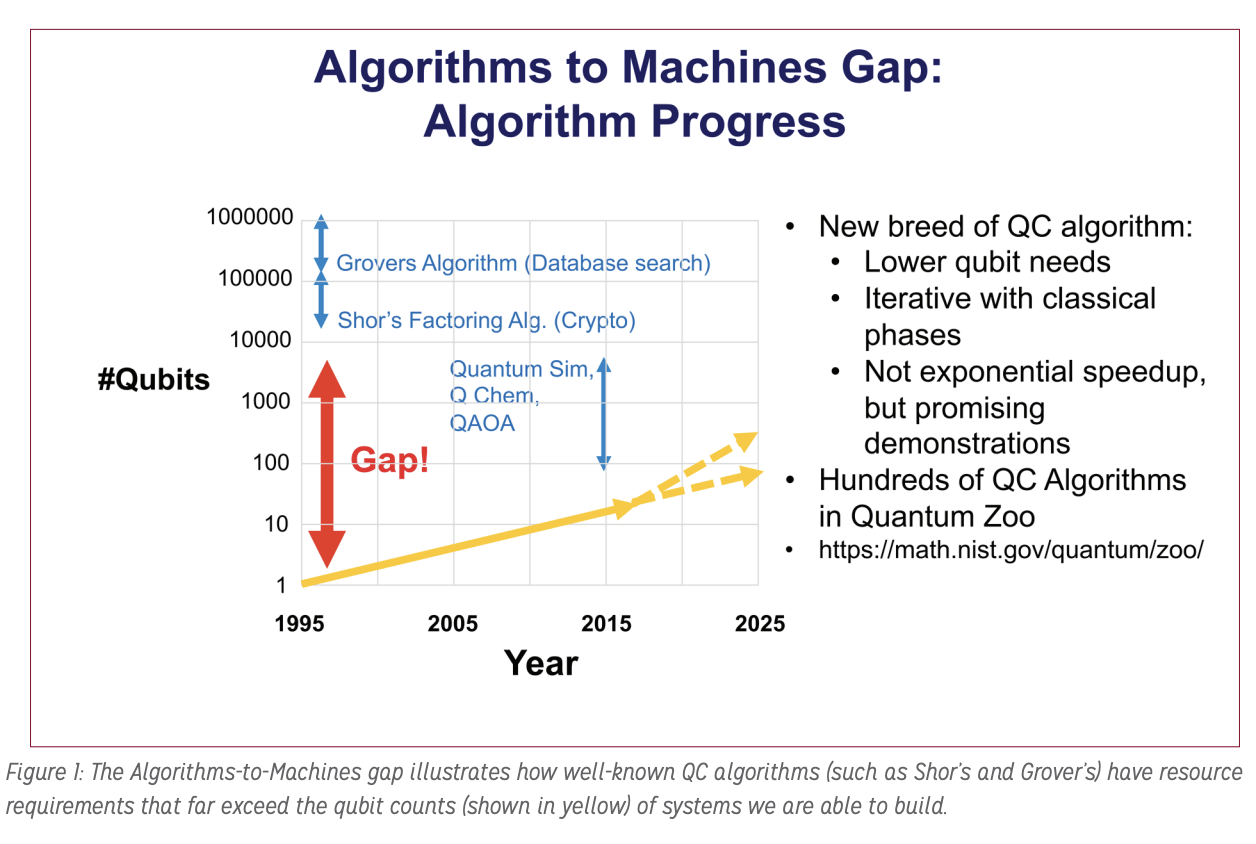 Algorithms to Machines Gap:
Algorithm Progress
1000000
100000
10000
1000
100
10
1
#Qubits
Grovers Algorithm (Database search)
Shor's Factoring Alg. (Crypto)
Quantum Sim,
Q Chem,
QAOA
Gap!
1995
2005
2015
2025
Year
• New breed of QC algorithm:
• Lower qubit needs
• Iterative with classical
phases
• Not exponential speedup,
but promising
demonstrations
• Hundreds of QC Algorithms
in Quantum Zoo
• https://math.nist.gov/quantum/zoo/
Figure 1: The Algorithms-to-Machines gap illustrates how well-known QC algorithms (such as Shor's and Grover's) have resource
requirements that far exceed the qubit counts (shown in yellow) of systems we are able to build.